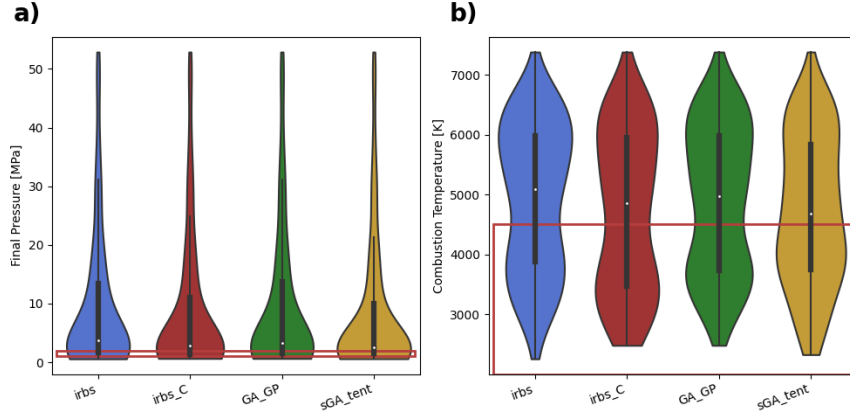 a)
b)
Final Pressure [MPa]
50
40
30
20
10
0
irbs
irbs_C
GA_GP
sGA_tent
Combustion Temperature [K]
7000
6000
5000
4000
3000
irbs
irbs_C
GA_GP
sGA_tent